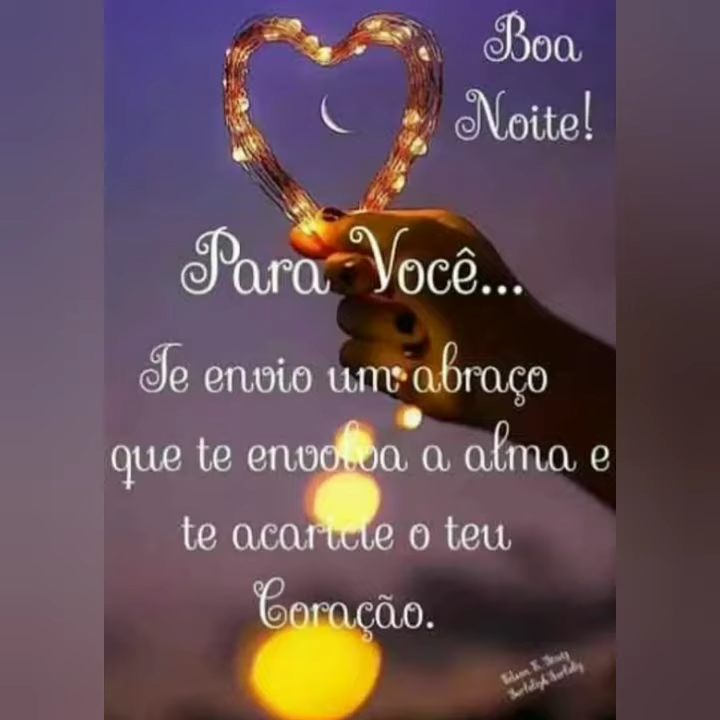 Boa
Noite!
Para Você...
Te envio um abraço
que te envolva a alma e
te acaricie o teu
Coração.